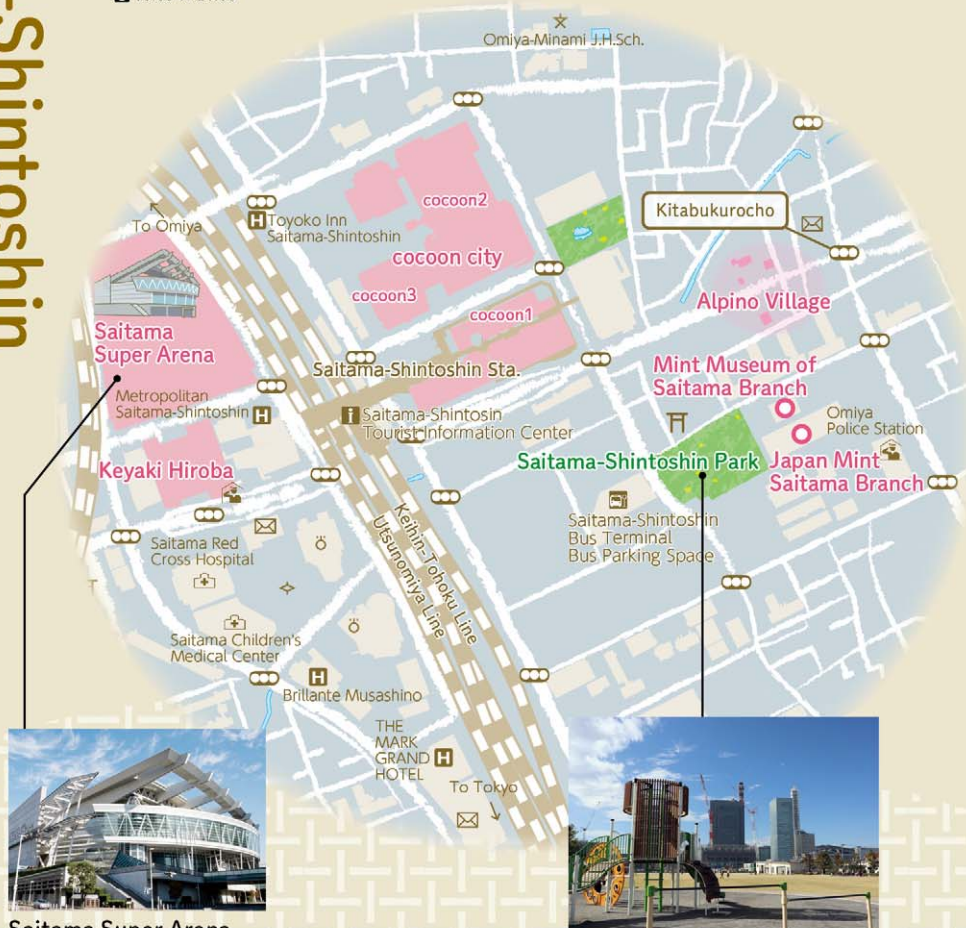 -Shintoshin
Omiya-Minami J.H.Sch.
To Omiya
Toyoko Inn
Saitama-Shintoshin
cocoon2
cocoon city
cocoon3
cocoon1
Kitabukurocho
Alpino Village
Saitama
Super Arena
Saitama-Shintoshin Sta.
Mint Museum of
Saitama Branch
Metropolitan
Saitama-Shintoshin
Saitama-Shintosin
Tourist Information Center
Omiya
Police Station
Keyaki Hiroba
Saitama-Shintoshin Park
Japan Mint
Saitama Branch
Saitama-Shintoshin
Bus Terminal
Bus Parking Space
Keihin-Tohoku Line
Utsunomiya Line
Saitama Red
Cross Hospital
Saitama Children's
Medical Center
Brillante Musashino
THE
MARK
GRAND
HOTEL
To Tokyo
Saitama Super Arena